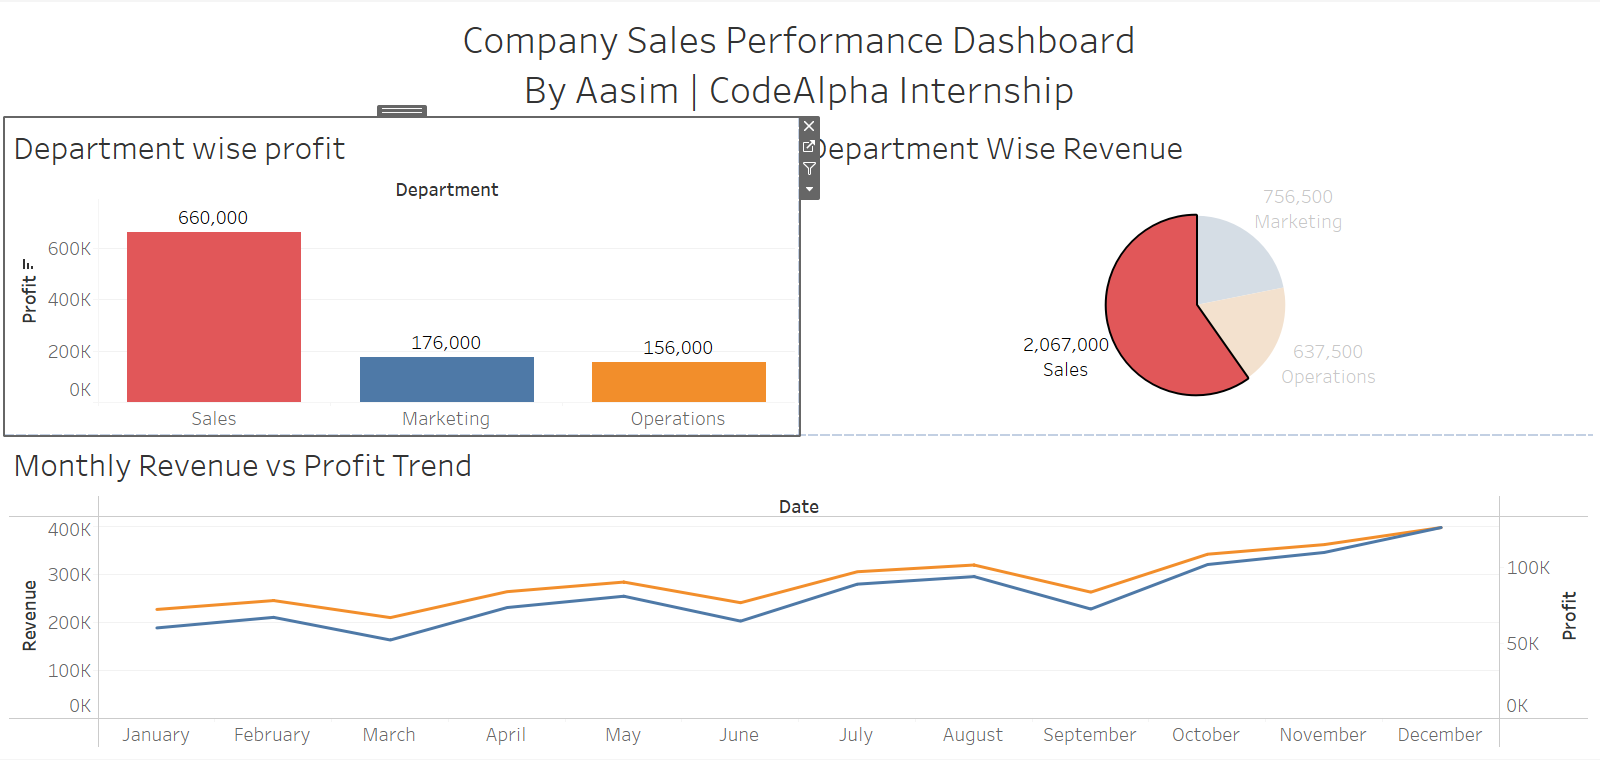 Company Sales Performance Dashboard
By Aasim | CodeAlpha Internship
Department wise profit
Department
660,000
176,000
156,000
600K
400K
200K
0K
Profit
Sales
Marketing
Operations
Department Wise Revenue
756,500
Marketing
2,067,000
Sales
637,500
Operations
Monthly Revenue vs Profit Trend
Date
400K
300K
200K
100K
0K
Revenue
100K
50K
0K
Profit
January February March April May June July August September October November December